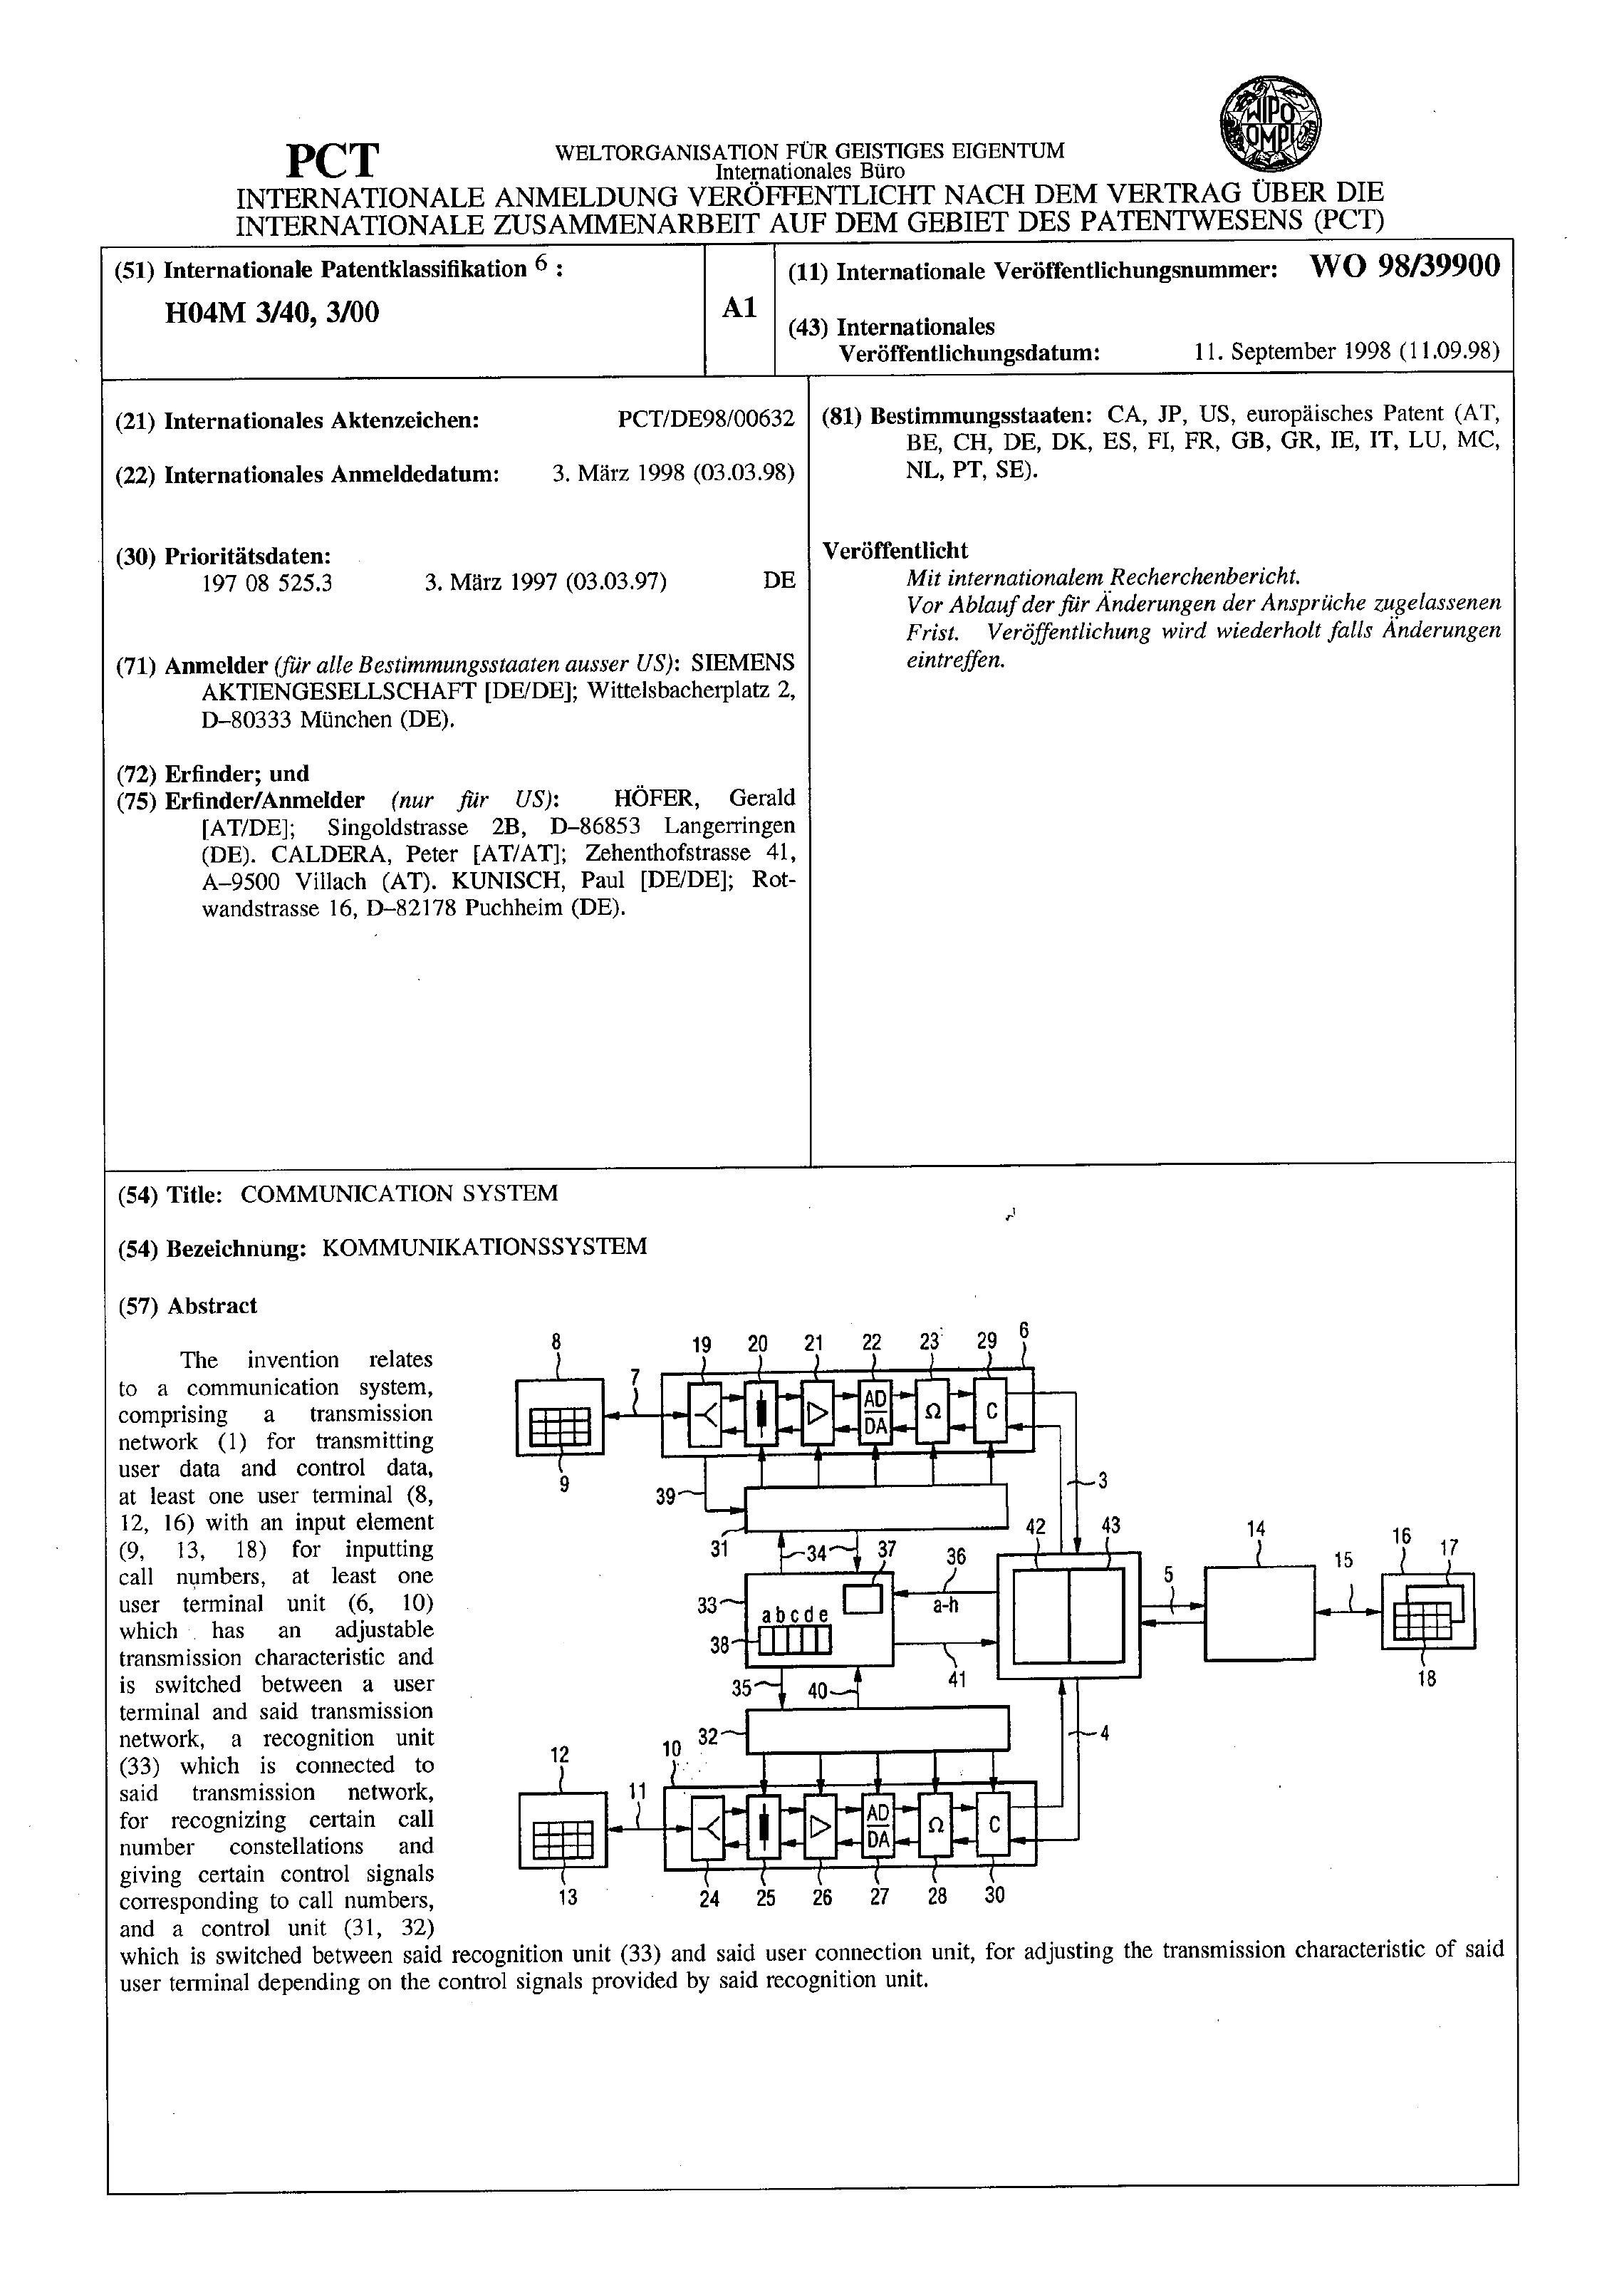 WIPO
OMPI
PCT
WELTORGANISATION FÜR GEISTIGES EIGENTUM
Internationales Büro
INTERNATIONALE ANMELDUNG VERÖFFENTLICHT NACH DEM VERTRAG ÜBER DIE
INTERNATIONALE ZUSAMMENARBEIT AUF DEM GEBIET DES PATENTWESENS (PCT)
(51) Internationale Patentklassifikation 6 :
H04M 3/40, 3/00
A1
(11) Internationale Veröffentlichungsnummer: WO 98/39900
(43) Internationales
Veröffentlichungsdatum: 11. September 1998 (11.09.98)
(21) Internationales Aktenzeichen: PCT/DE98/00632
(22) Internationales Anmeldedatum: 3. März 1998 (03.03.98)
(30) Prioritätsdaten:
197 08 525.3 3. März 1997 (03.03.97) DE
(71) Anmelder (für alle Bestimmungsstaaten ausser US): SIEMENS
AKTIENGESELLSCHAFT [DE/DE]; Wittelsbacherplatz 2,
D-80333 München (DE).
(72) Erfinder; und
(75) Erfinder/Anmelder (nur für US): HÖFER, Gerald
[AT/DE]; Singoldstrasse 2B, D-86853 Langerringen
(DE). CALDERA, Peter [AT/AT]; Zehenthofstrasse 41,
A-9500 Villach (AT). KUNISCH, Paul [DE/DE]; Rot-
wandstrasse 16, D-82178 Puchheim (DE).
(81) Bestimmungsstaaten: CA, JP, US, europäisches Patent (AT,
BE, CH, DE, DK, ES, FI, FR, GB, GR, IE, IT, LU, MC,
NL, PT, SE).
Veröffentlicht
Mit internationalem Recherchenbericht.
Vor Ablauf der für Änderungen der Ansprüche zugelassenen
Frist. Veröffentlichung wird wiederholt falls Änderungen
eintreffen.
(54) Title: COMMUNICATION SYSTEM
(54) Bezeichnung: KOMMUNIKATIONSSYSTEM
(57) Abstract
The invention relates
to a communication system,
comprising a transmission
network (1) for transmitting
user data and control data,
at least one user terminal (8,
12, 16) with an input element
(9, 13, 18) for inputting
call numbers, at least one
user terminal unit (6, 10)
which has an adjustable
transmission characteristic and
is switched between a user
terminal and said transmission
network, a recognition unit
(33) which is connected to
said transmission network,
for recognizing certain call
number constellations and
giving certain control signals
corresponding to call numbers,
and a control unit (31, 32)
which is switched between said recognition unit (33) and said user connection unit, for adjusting the transmission characteristic of said
user terminal depending on the control signals provided by said recognition unit.
8 19 20 21 22 23 29 6
7
AD
DA
Ω
C
9
39
3
31
34
37
36
42 43
14
16 17
15
5
33
a b c d e
a-h
38
41
18
35
40
32
4
12
10
11
AD
DA
Ω
C
13 24 25 26 27 28 30